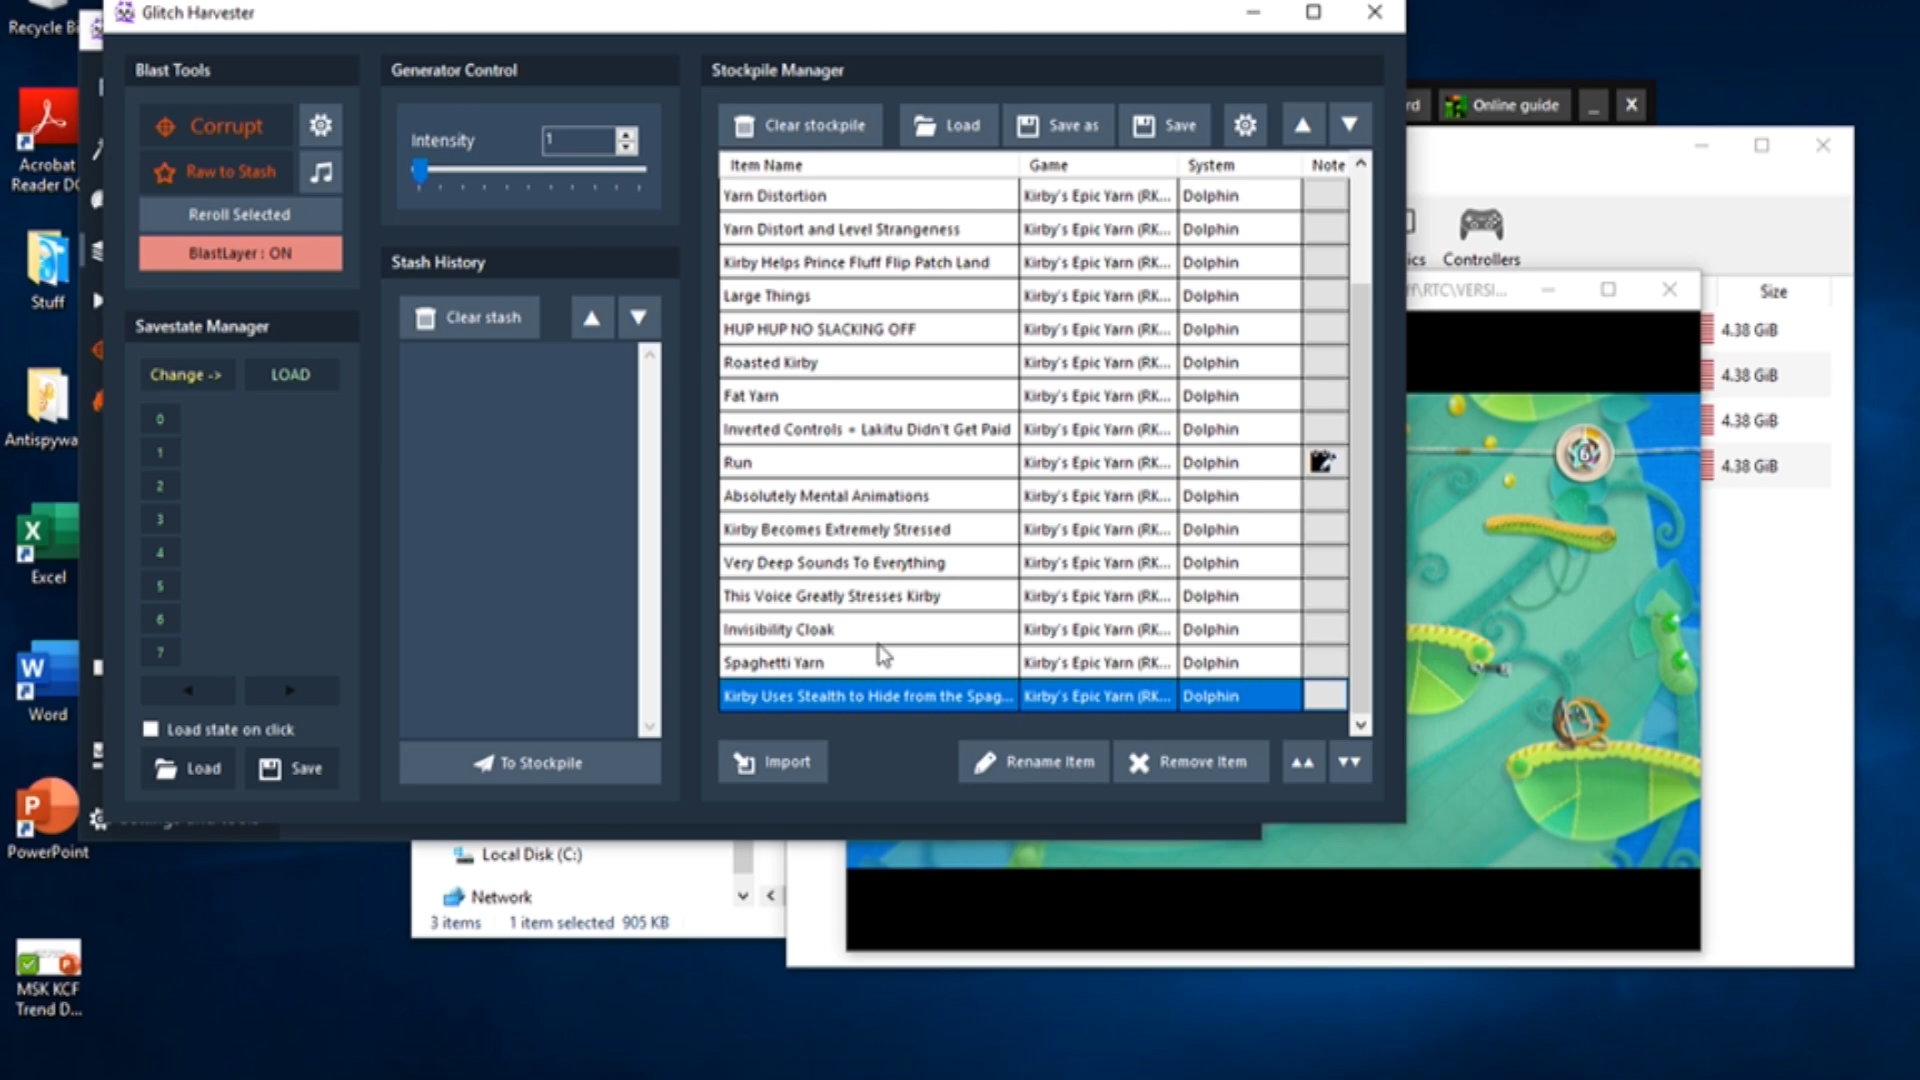 Recycle Bi
Glitch Harvester
Blast Tools
Generator Control
Stockpile Manager
Corrupt
Raw to Stash
Reroll Selected
BlastLayer : ON
Intensity
1
Clear stockpile
Load
Save as
Save
Item Name Game System Note
Yarn Distortion Kirby's Epic Yarn (RK... Dolphin
Yarn Distort and Level Strangeness Kirby's Epic Yarn (RK... Dolphin
Kirby Helps Prince Fluff Flip Patch Land Kirby's Epic Yarn (RK... Dolphin
Large Things Kirby's Epic Yarn (RK... Dolphin
HUP HUP NO SLACKING OFF Kirby's Epic Yarn (RK... Dolphin
Roasted Kirby Kirby's Epic Yarn (RK... Dolphin
Fat Yarn Kirby's Epic Yarn (RK... Dolphin
Inverted Controls = Lakitu Didn't Get Paid Kirby's Epic Yarn (RK... Dolphin
Run Kirby's Epic Yarn (RK... Dolphin
Absolutely Mental Animations Kirby's Epic Yarn (RK... Dolphin
Kirby Becomes Extremely Stressed Kirby's Epic Yarn (RK... Dolphin
Very Deep Sounds To Everything Kirby's Epic Yarn (RK... Dolphin
This Voice Greatly Stresses Kirby Kirby's Epic Yarn (RK... Dolphin
Invisibility Cloak Kirby's Epic Yarn (RK... Dolphin
Spaghetti Yarn Kirby's Epic Yarn (RK... Dolphin
Kirby Uses Stealth to Hide from the Spag... Kirby's Epic Yarn (RK... Dolphin
Import
Rename Item
Remove Item
Stash History
Clear stash
To Stockpile
Savestate Manager
Change ->
LOAD
0
1
2
3
4
5
6
7
Load state on click
Load
Save
Acrobat
Reader DC
Stuff
Antispywa
Excel
Word
PowerPoint
MSK KCF
Trend D...
rd
Online guide
_
X
ics
Controllers
ff\RTC\VERSI...
Size
4.38 GiB
4.38 GiB
4.38 GiB
4.38 GiB
6
Local Disk (C:)
Network
3 items 1 item selected 905 KB